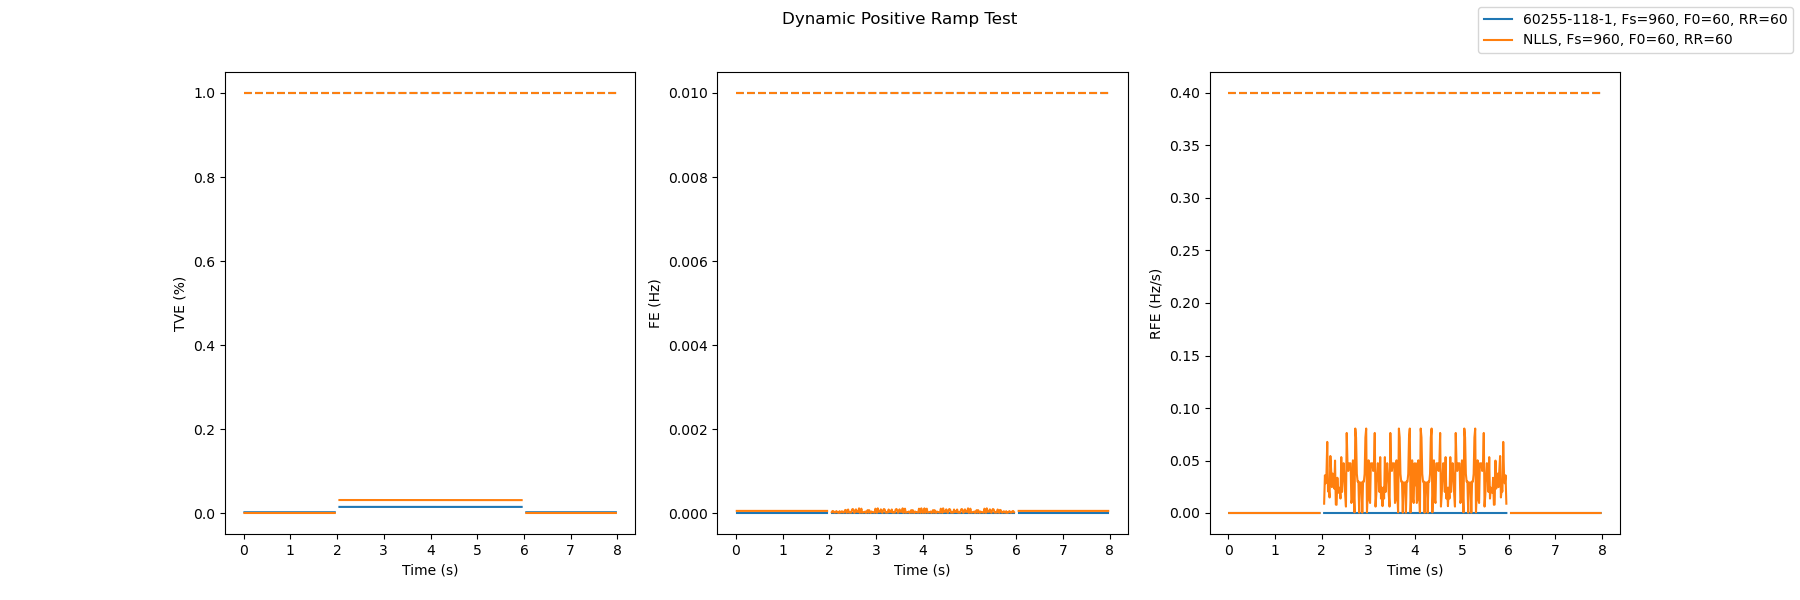 Dynamic Positive Ramp Test
60255-118-1, Fs=960, F0=60, RR=60
NLLS, Fs=960, F0=60, RR=60
TVE (%)
1.0
0.8
0.6
0.4
0.2
0.0
0 1 2 3 4 5 6 7 8
Time (s)
FE (Hz)
0.010
0.008
0.006
0.004
0.002
0.000
0 1 2 3 4 5 6 7 8
Time (s)
RFE (Hz/s)
0.40
0.35
0.30
0.25
0.20
0.15
0.10
0.05
0.00
0 1 2 3 4 5 6 7 8
Time (s)